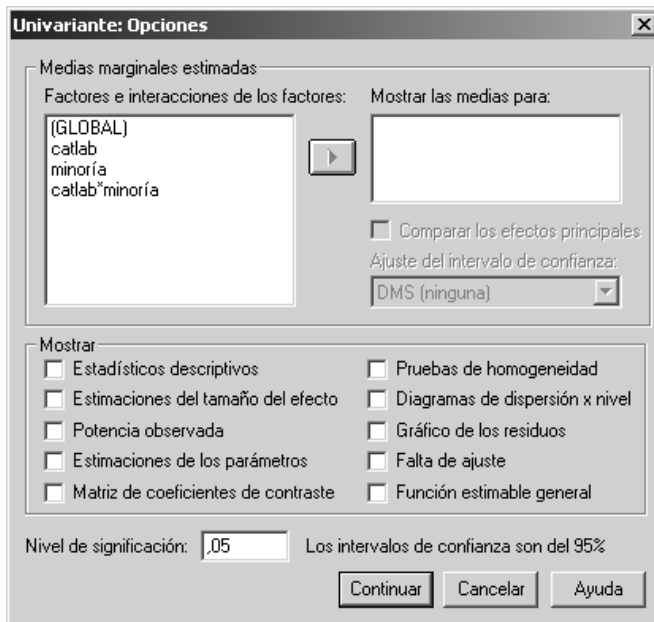 Univariante: Opciones
Medias marginales estimadas
Factores e interacciones de los factores:
(GLOBAL)
catlab
minoría
catlab*minoría
Mostrar las medias para:
Comparar los efectos principales
Ajuste del intervalo de confianza:
DMS (ninguna)
Mostrar
Estadísticos descriptivos
Estimaciones del tamaño del efecto
Potencia observada
Estimaciones de los parámetros
Matriz de coeficientes de contraste
Pruebas de homogeneidad
Diagramas de dispersión x nivel
Gráfico de los residuos
Falta de ajuste
Función estimable general
Nivel de significación: ,05 Los intervalos de confianza son del 95%
Continuar Cancelar Ayuda